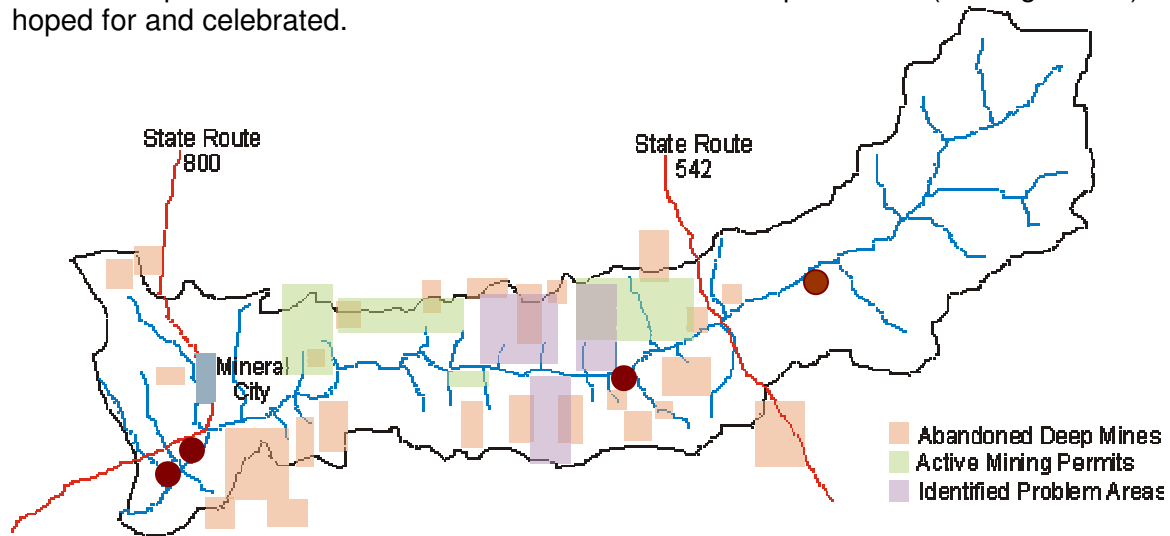 hoped for and celebrated.
State Route
800
State Route
542
Mineral
City
Abandoned Deep Mines
Active Mining Permits
Identified Problem Areas